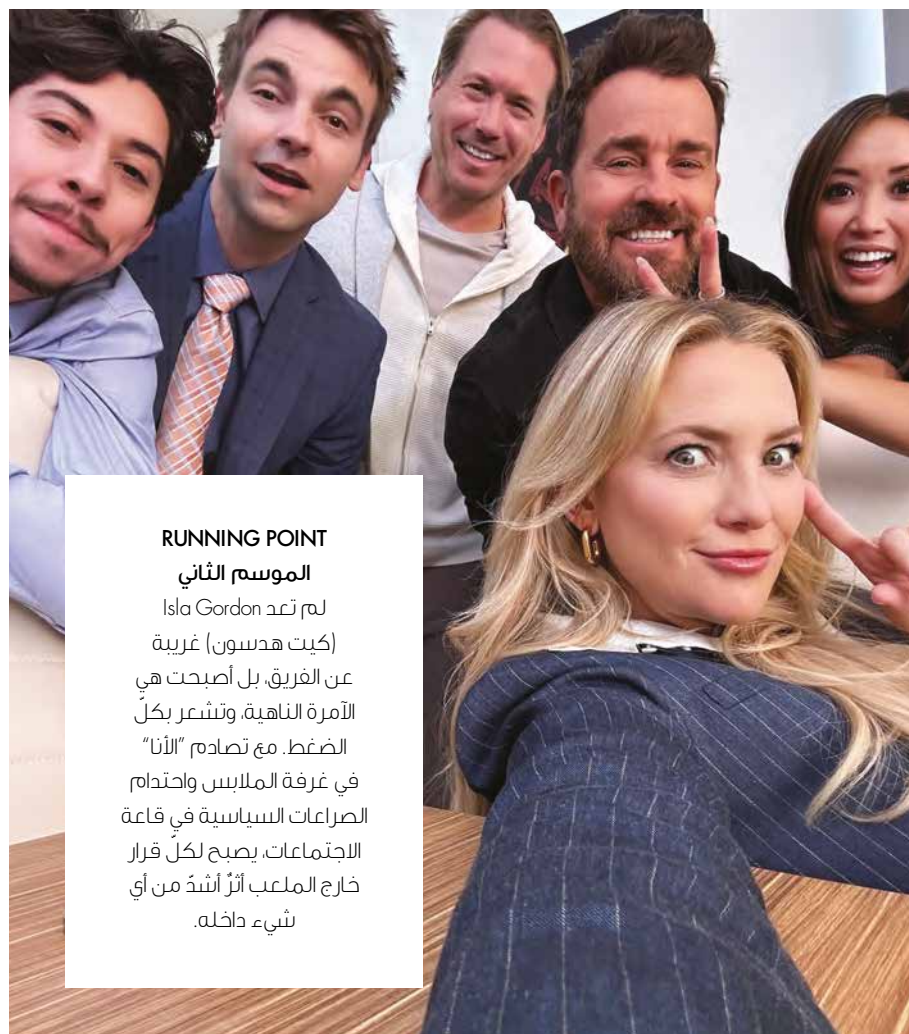 RUNNING POINT
الموسم الثاني
لم تعد Isla Gordon
(كيت هدسون) غريبة
عن الفريق، بل أصبحت هي
الآمرة الناهية، وتشعر بكلّ
الضغط. مع تصادم "الأنا"
في غرفة الملابس واحتدام
الصراعات السياسية في قاعة
الاجتماعات، يصبح لكلّ قرار
خارج الملعب أثرٌ أشدّ من أي
شيء داخله.